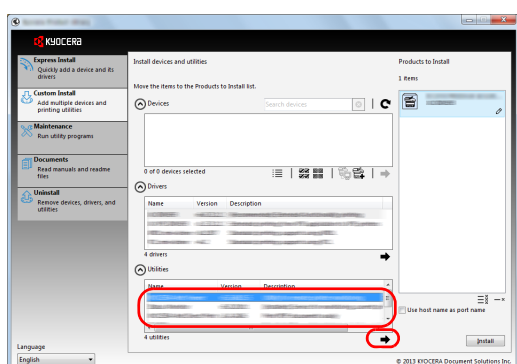 KYOCERA
Express Install
Quickly add a device and its
drivers
Custom Install
Add multiple devices and
printing utilities
Maintenance
Run utility programs
Documents
Read manuals and readme
files
Uninstall
Remove devices, drivers, and
utilities
Language
English
Install devices and utilities
Move the items to the Products to Install list.
Devices
Search devices
0 of 0 devices selected
Drivers
Name Version Description
4 drivers
Utilities
Name Version Description
4 utilities
Products to Install
1 items
Use host name as port name
Install
© 2013 KYOCERA Document Solutions Inc.